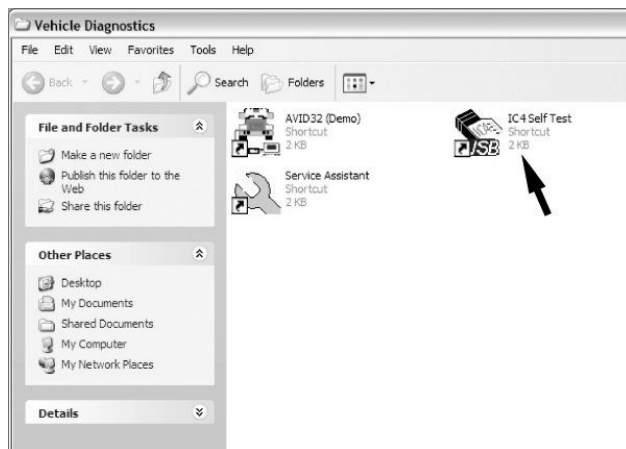 Vehicle Diagnostics
File Edit View Favorites Tools Help
Back Search Folders
File and Folder Tasks
Make a new folder
Publish this folder to the
Web
Share this folder
Other Places
Desktop
My Documents
Shared Documents
My Computer
My Network Places
Details
AVID32 (Demo)
Shortcut
2 KB
IC4 Self Test
Shortcut
2 KB
USB
Service Assistant
Shortcut
2 KB